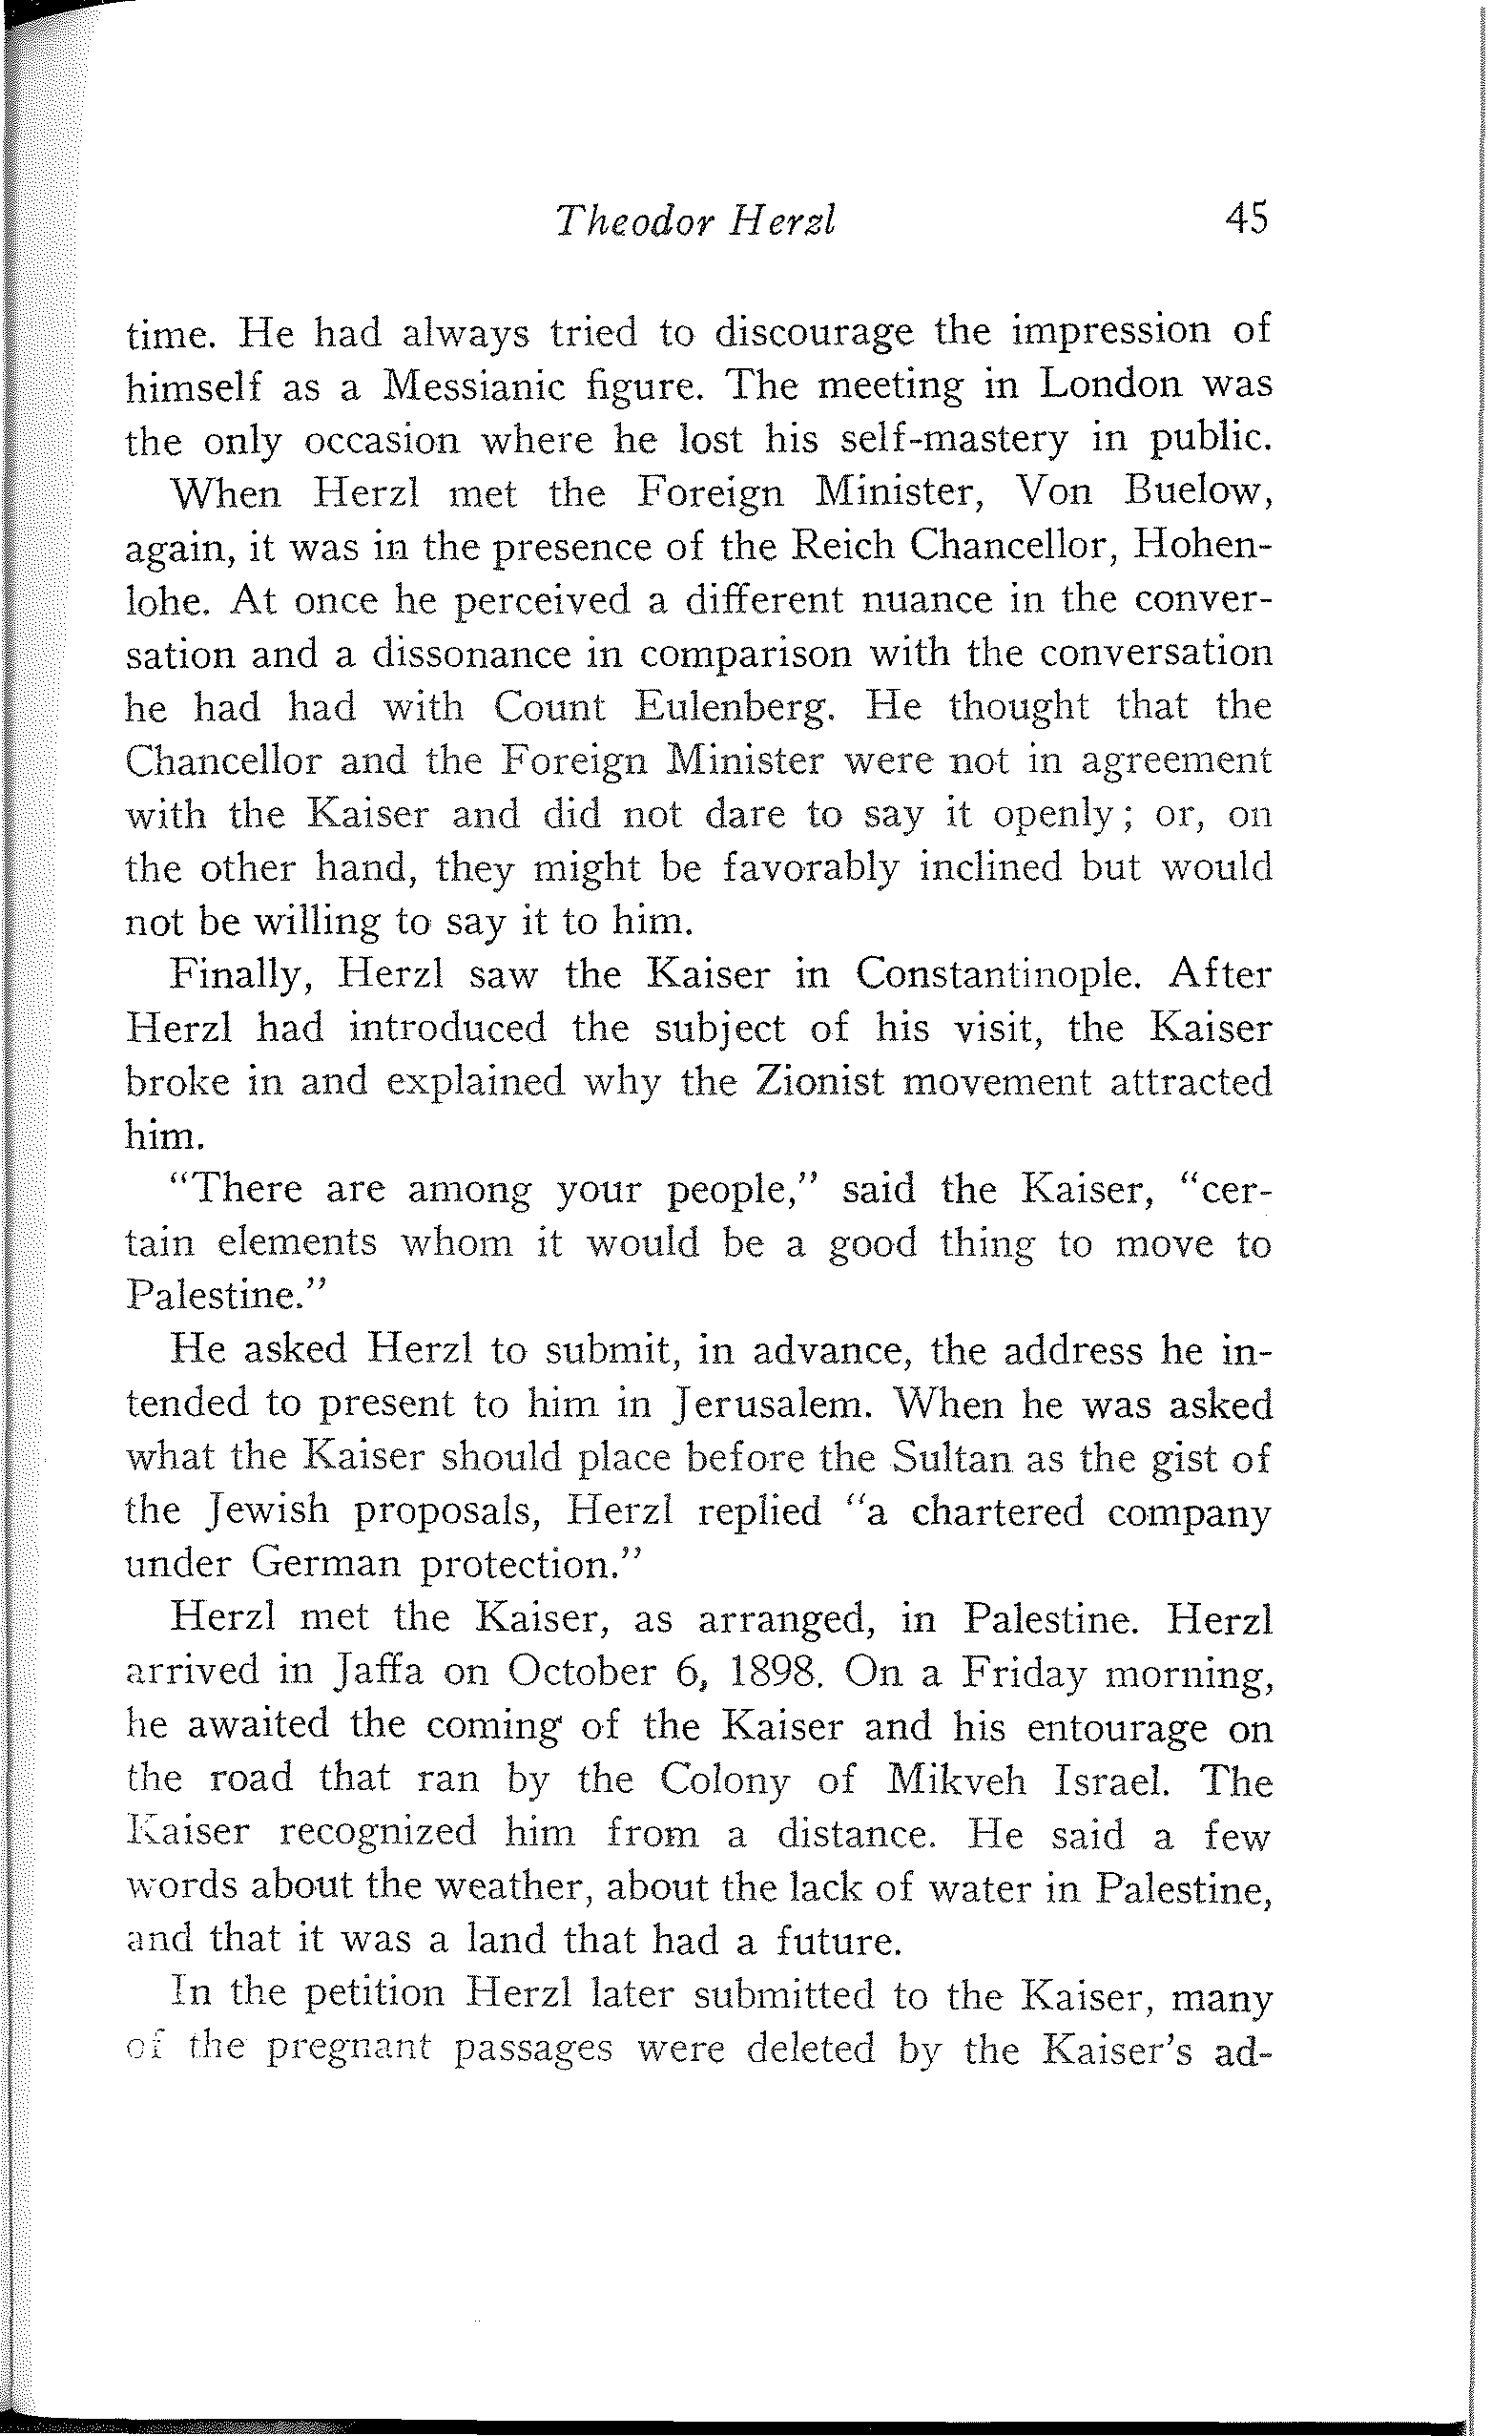 Theodor Herzl 45
time. He had always tried to discourage the impression of
himself as a Messianic figure. The meeting in London was
the only occasion where he lost his self-mastery in public.
When Herzl met the Foreign Minister, Von Buelow,
again, it was in the presence of the Reich Chancellor, Hohen-
lohe. At once he perceived a different nuance in the conver-
sation and a dissonance in comparison with the conversation
he had had with Count Eulenberg. He thought that the
Chancellor and the Foreign Minister were not in agreement
with the Kaiser and did not dare to say it openly; or, on
the other hand, they might be favorably inclined but would
not be willing to say it to him.
Finally, Herzl saw the Kaiser in Constantinople. After
Herzl had introduced the subject of his visit, the Kaiser
broke in and explained why the Zionist movement attracted
him.
"There are among your people," said the Kaiser, "cer-
tain elements whom it would be a good thing to move to
Palestine."
He asked Herzl to submit, in advance, the address he in-
tended to present to him in Jerusalem. When he was asked
what the Kaiser should place before the Sultan as the gist of
the Jewish proposals, Herzl replied "a chartered company
under German protection."
Herzl met the Kaiser, as arranged, in Palestine. Herzl
arrived in Jaffa on October 6, 1898. On a Friday morning,
he awaited the coming of the Kaiser and his entourage on
the road that ran by the Colony of Mikveh Israel. The
Kaiser recognized him from a distance. He said a few
words about the weather, about the lack of water in Palestine,
and that it was a land that had a future.
In the petition Herzl later submitted to the Kaiser, many
of the pregnant passages were deleted by the Kaiser's ad-